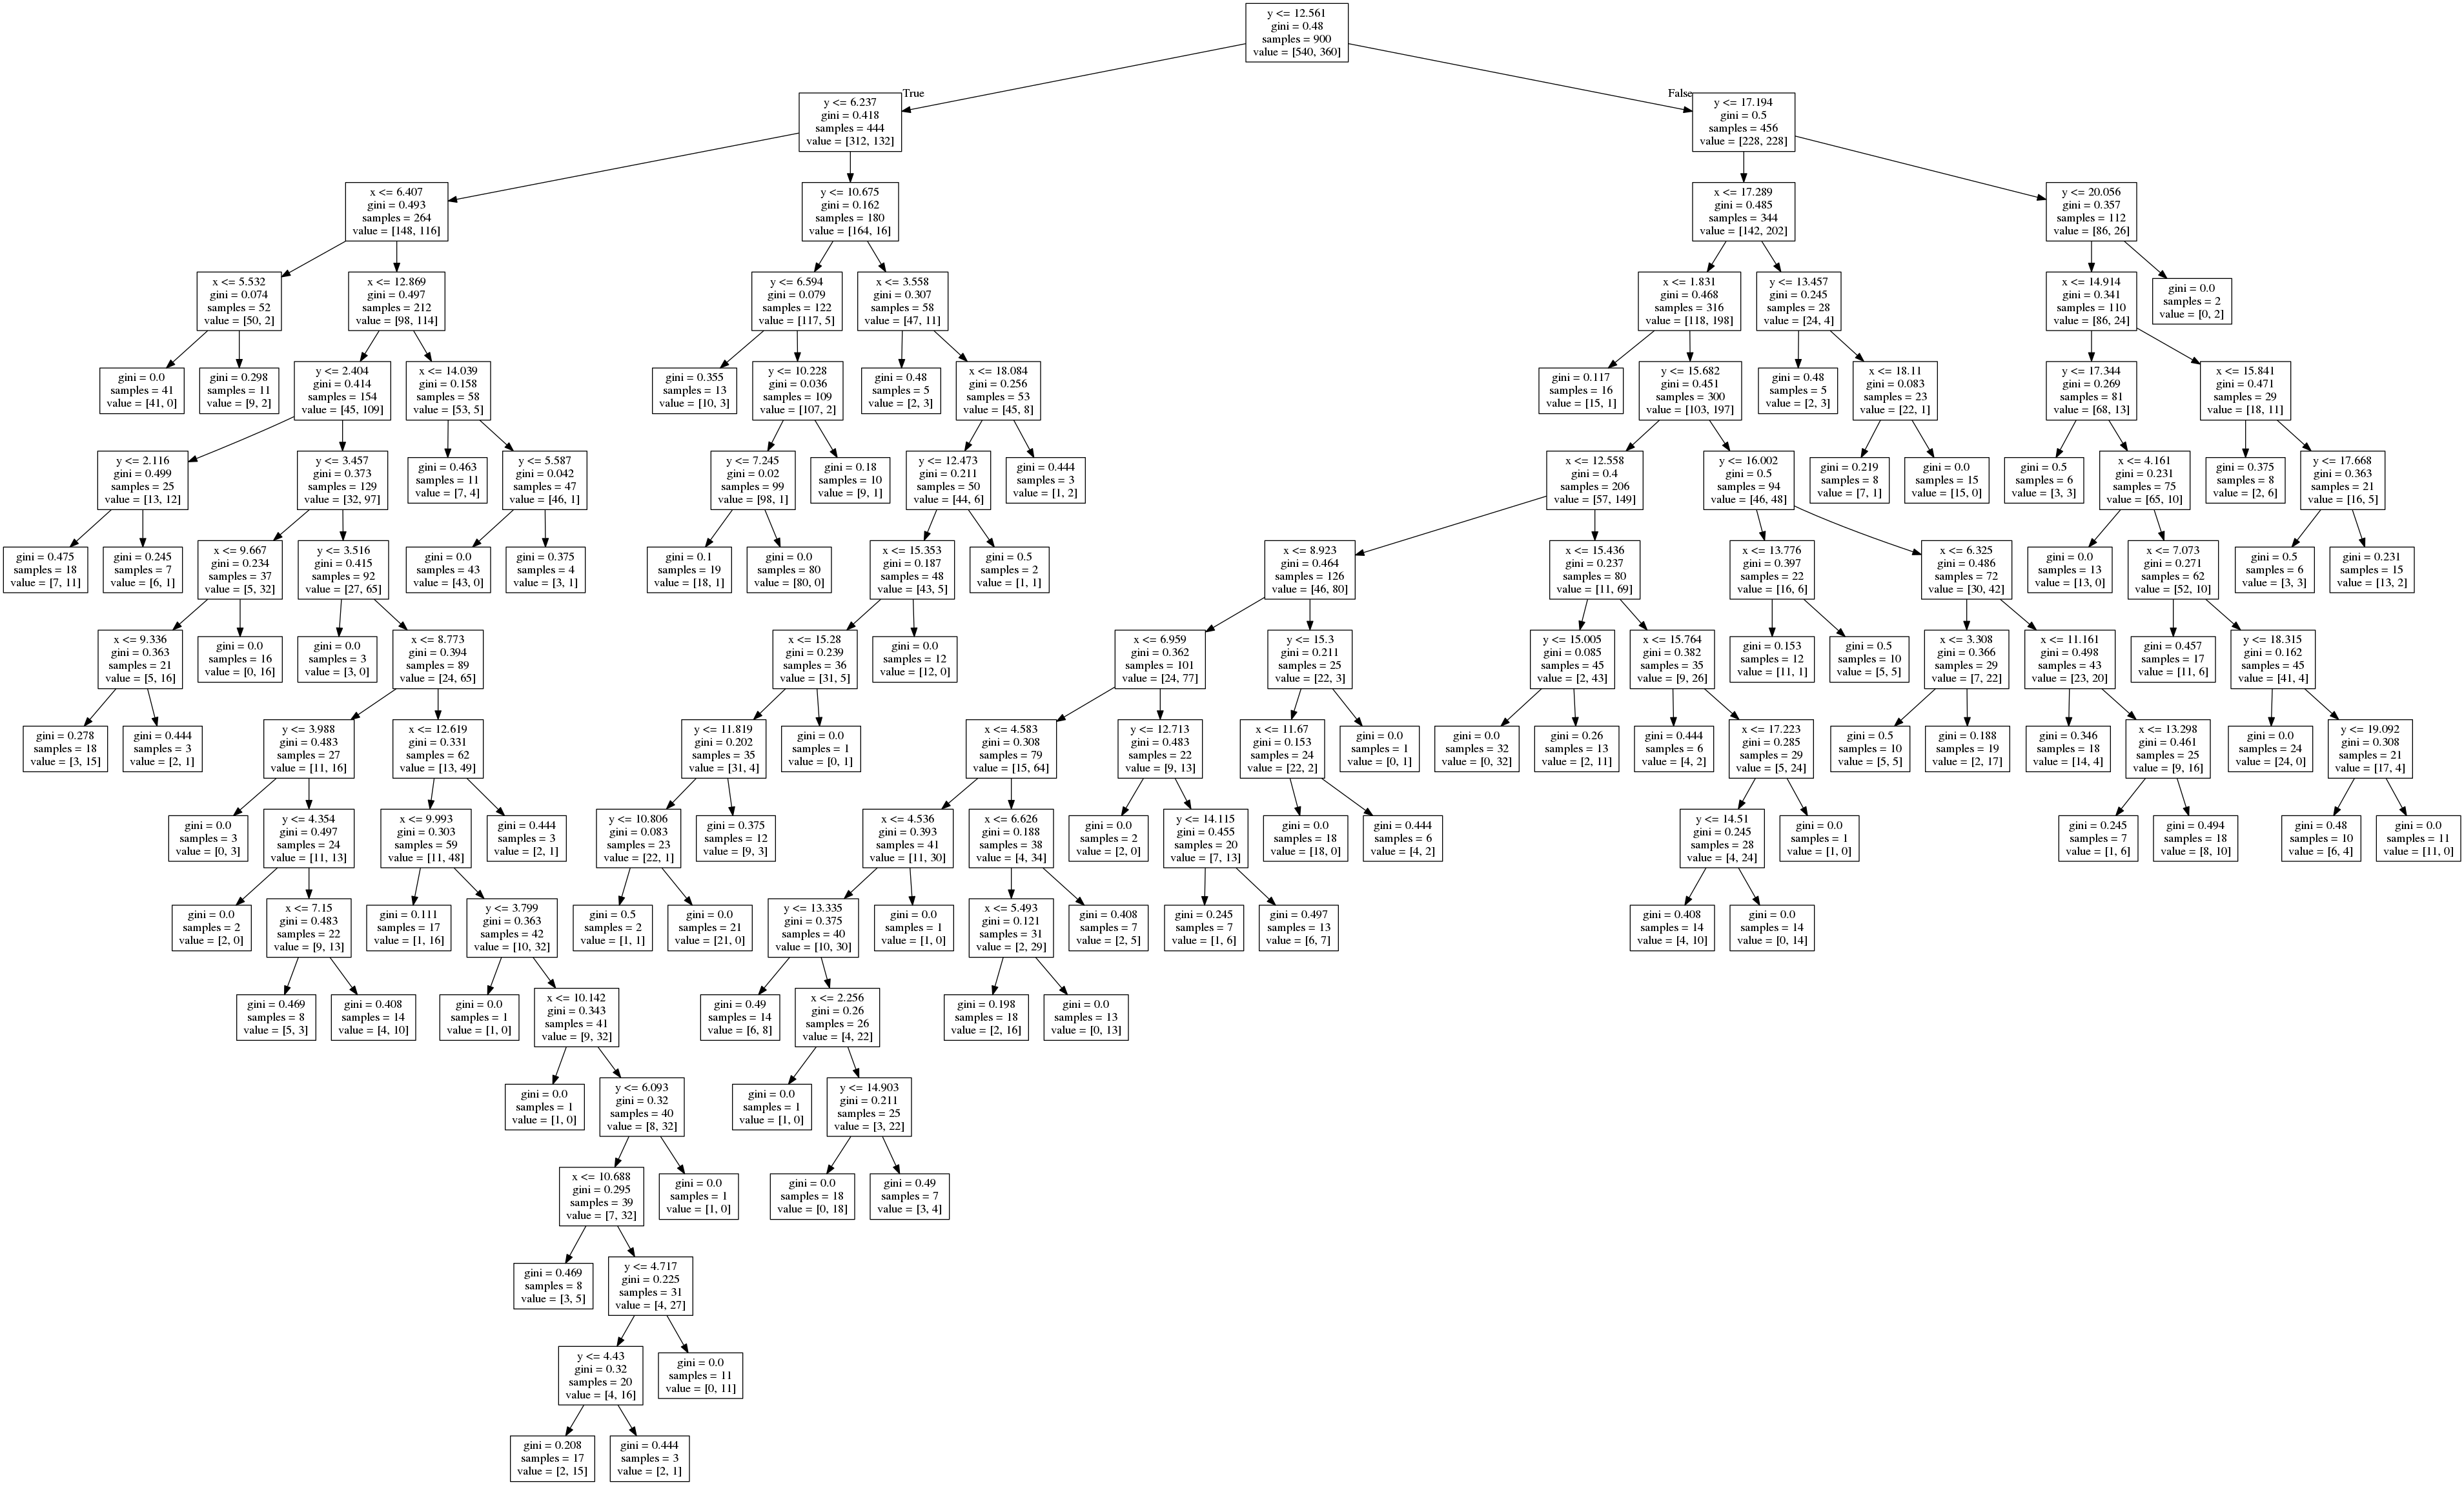 y <= 12.561
gini = 0.48
samples = 900
value = [540, 360]
True
False
y <= 6.237
gini = 0.418
samples = 444
value = [312, 132]
y <= 17.194
gini = 0.5
samples = 456
value = [228, 228]
x <= 6.407
gini = 0.493
samples = 264
value = [148, 116]
y <= 10.675
gini = 0.162
samples = 180
value = [164, 16]
x <= 17.289
gini = 0.485
samples = 344
value = [142, 202]
y <= 20.056
gini = 0.357
samples = 112
value = [86, 26]
x <= 5.532
gini = 0.074
samples = 52
value = [50, 2]
x <= 12.869
gini = 0.497
samples = 212
value = [98, 114]
y <= 6.594
gini = 0.079
samples = 122
value = [117, 5]
x <= 3.558
gini = 0.307
samples = 58
value = [47, 11]
x <= 1.831
gini = 0.468
samples = 316
value = [118, 198]
y <= 13.457
gini = 0.245
samples = 28
value = [24, 4]
x <= 14.914
gini = 0.341
samples = 110
value = [86, 24]
gini = 0.0
samples = 2
value = [0, 2]
gini = 0.0
samples = 41
value = [41, 0]
gini = 0.298
samples = 11
value = [9, 2]
y <= 2.404
gini = 0.414
samples = 154
value = [45, 109]
x <= 14.039
gini = 0.158
samples = 58
value = [53, 5]
gini = 0.355
samples = 13
value = [10, 3]
y <= 10.228
gini = 0.036
samples = 109
value = [107, 2]
gini = 0.48
samples = 5
value = [2, 3]
x <= 18.084
gini = 0.256
samples = 53
value = [45, 8]
gini = 0.117
samples = 16
value = [15, 1]
y <= 15.682
gini = 0.451
samples = 300
value = [103, 197]
gini = 0.48
samples = 5
value = [2, 3]
x <= 18.11
gini = 0.083
samples = 23
value = [22, 1]
y <= 17.344
gini = 0.269
samples = 81
value = [68, 13]
x <= 15.841
gini = 0.471
samples = 29
value = [18, 11]
y <= 2.116
gini = 0.499
samples = 25
value = [13, 12]
y <= 3.457
gini = 0.373
samples = 129
value = [32, 97]
gini = 0.463
samples = 11
value = [7, 4]
y <= 5.587
gini = 0.042
samples = 47
value = [46, 1]
y <= 7.245
gini = 0.02
samples = 99
value = [98, 1]
gini = 0.18
samples = 10
value = [9, 1]
y <= 12.473
gini = 0.211
samples = 50
value = [44, 6]
gini = 0.444
samples = 3
value = [1, 2]
x <= 12.558
gini = 0.4
samples = 206
value = [57, 149]
y <= 16.002
gini = 0.5
samples = 94
value = [46, 48]
gini = 0.219
samples = 8
value = [7, 1]
gini = 0.0
samples = 15
value = [15, 0]
gini = 0.5
samples = 6
value = [3, 3]
x <= 4.161
gini = 0.231
samples = 75
value = [65, 10]
gini = 0.375
samples = 8
value = [2, 6]
y <= 17.668
gini = 0.363
samples = 21
value = [16, 5]
gini = 0.475
samples = 18
value = [7, 11]
gini = 0.245
samples = 7
value = [6, 1]
x <= 9.667
gini = 0.234
samples = 37
value = [5, 32]
y <= 3.516
gini = 0.415
samples = 92
value = [27, 65]
gini = 0.0
samples = 43
value = [43, 0]
gini = 0.375
samples = 4
value = [3, 1]
gini = 0.1
samples = 19
value = [18, 1]
gini = 0.0
samples = 80
value = [80, 0]
x <= 15.353
gini = 0.187
samples = 48
value = [43, 5]
gini = 0.5
samples = 2
value = [1, 1]
x <= 8.923
gini = 0.464
samples = 126
value = [46, 80]
x <= 15.436
gini = 0.237
samples = 80
value = [11, 69]
x <= 13.776
gini = 0.397
samples = 22
value = [16, 6]
x <= 6.325
gini = 0.486
samples = 72
value = [30, 42]
gini = 0.0
samples = 13
value = [13, 0]
x <= 7.073
gini = 0.271
samples = 62
value = [52, 10]
gini = 0.5
samples = 6
value = [3, 3]
gini = 0.231
samples = 15
value = [13, 2]
x <= 9.336
gini = 0.363
samples = 21
value = [5, 16]
gini = 0.0
samples = 16
value = [0, 16]
gini = 0.0
samples = 3
value = [3, 0]
x <= 8.773
gini = 0.394
samples = 89
value = [24, 65]
x <= 15.28
gini = 0.239
samples = 36
value = [31, 5]
gini = 0.0
samples = 12
value = [12, 0]
x <= 6.959
gini = 0.362
samples = 101
value = [24, 77]
y <= 15.3
gini = 0.211
samples = 25
value = [22, 3]
y <= 15.005
gini = 0.085
samples = 45
value = [2, 43]
x <= 15.764
gini = 0.382
samples = 35
value = [9, 26]
gini = 0.153
samples = 12
value = [11, 1]
gini = 0.5
samples = 10
value = [5, 5]
x <= 3.308
gini = 0.366
samples = 29
value = [7, 22]
x <= 11.161
gini = 0.498
samples = 43
value = [23, 20]
gini = 0.457
samples = 17
value = [11, 6]
y <= 18.315
gini = 0.162
samples = 45
value = [41, 4]
gini = 0.278
samples = 18
value = [3, 15]
gini = 0.444
samples = 3
value = [2, 1]
y <= 3.988
gini = 0.483
samples = 27
value = [11, 16]
x <= 12.619
gini = 0.331
samples = 62
value = [13, 49]
y <= 11.819
gini = 0.202
samples = 35
value = [31, 4]
gini = 0.0
samples = 1
value = [0, 1]
x <= 4.583
gini = 0.308
samples = 79
value = [15, 64]
y <= 12.713
gini = 0.483
samples = 22
value = [9, 13]
x <= 11.67
gini = 0.153
samples = 24
value = [22, 2]
gini = 0.0
samples = 1
value = [0, 1]
gini = 0.0
samples = 32
value = [0, 32]
gini = 0.26
samples = 13
value = [2, 11]
gini = 0.444
samples = 6
value = [4, 2]
x <= 17.223
gini = 0.285
samples = 29
value = [5, 24]
gini = 0.5
samples = 10
value = [5, 5]
gini = 0.188
samples = 19
value = [2, 17]
gini = 0.346
samples = 18
value = [14, 4]
x <= 13.298
gini = 0.461
samples = 25
value = [9, 16]
gini = 0.0
samples = 24
value = [24, 0]
y <= 19.092
gini = 0.308
samples = 21
value = [17, 4]
gini = 0.0
samples = 3
value = [0, 3]
y <= 4.354
gini = 0.497
samples = 24
value = [11, 13]
x <= 9.993
gini = 0.303
samples = 59
value = [11, 48]
gini = 0.444
samples = 3
value = [2, 1]
y <= 10.806
gini = 0.083
samples = 23
value = [22, 1]
gini = 0.375
samples = 12
value = [9, 3]
x <= 4.536
gini = 0.393
samples = 41
value = [11, 30]
x <= 6.626
gini = 0.188
samples = 38
value = [4, 34]
gini = 0.0
samples = 2
value = [2, 0]
y <= 14.115
gini = 0.455
samples = 20
value = [7, 13]
gini = 0.0
samples = 18
value = [18, 0]
gini = 0.444
samples = 6
value = [4, 2]
y <= 14.51
gini = 0.245
samples = 28
value = [4, 24]
gini = 0.0
samples = 1
value = [1, 0]
gini = 0.245
samples = 7
value = [1, 6]
gini = 0.494
samples = 18
value = [8, 10]
gini = 0.48
samples = 10
value = [6, 4]
gini = 0.0
samples = 11
value = [11, 0]
gini = 0.0
samples = 2
value = [2, 0]
x <= 7.15
gini = 0.483
samples = 22
value = [9, 13]
gini = 0.111
samples = 17
value = [1, 16]
y <= 3.799
gini = 0.363
samples = 42
value = [10, 32]
gini = 0.5
samples = 2
value = [1, 1]
gini = 0.0
samples = 21
value = [21, 0]
y <= 13.335
gini = 0.375
samples = 40
value = [10, 30]
gini = 0.0
samples = 1
value = [1, 0]
x <= 5.493
gini = 0.121
samples = 31
value = [2, 29]
gini = 0.408
samples = 7
value = [2, 5]
gini = 0.245
samples = 7
value = [1, 6]
gini = 0.497
samples = 13
value = [6, 7]
gini = 0.408
samples = 14
value = [4, 10]
gini = 0.0
samples = 14
value = [0, 14]
gini = 0.469
samples = 8
value = [5, 3]
gini = 0.408
samples = 14
value = [4, 10]
gini = 0.0
samples = 1
value = [1, 0]
x <= 10.142
gini = 0.343
samples = 41
value = [9, 32]
gini = 0.49
samples = 14
value = [6, 8]
x <= 2.256
gini = 0.26
samples = 26
value = [4, 22]
gini = 0.198
samples = 18
value = [2, 16]
gini = 0.0
samples = 13
value = [0, 13]
gini = 0.0
samples = 1
value = [1, 0]
y <= 6.093
gini = 0.32
samples = 40
value = [8, 32]
gini = 0.0
samples = 1
value = [1, 0]
y <= 14.903
gini = 0.211
samples = 25
value = [3, 22]
x <= 10.688
gini = 0.295
samples = 39
value = [7, 32]
gini = 0.0
samples = 1
value = [1, 0]
gini = 0.0
samples = 18
value = [0, 18]
gini = 0.49
samples = 7
value = [3, 4]
gini = 0.469
samples = 8
value = [3, 5]
y <= 4.717
gini = 0.225
samples = 31
value = [4, 27]
y <= 4.43
gini = 0.32
samples = 20
value = [4, 16]
gini = 0.0
samples = 11
value = [0, 11]
gini = 0.208
samples = 17
value = [2, 15]
gini = 0.444
samples = 3
value = [2, 1]